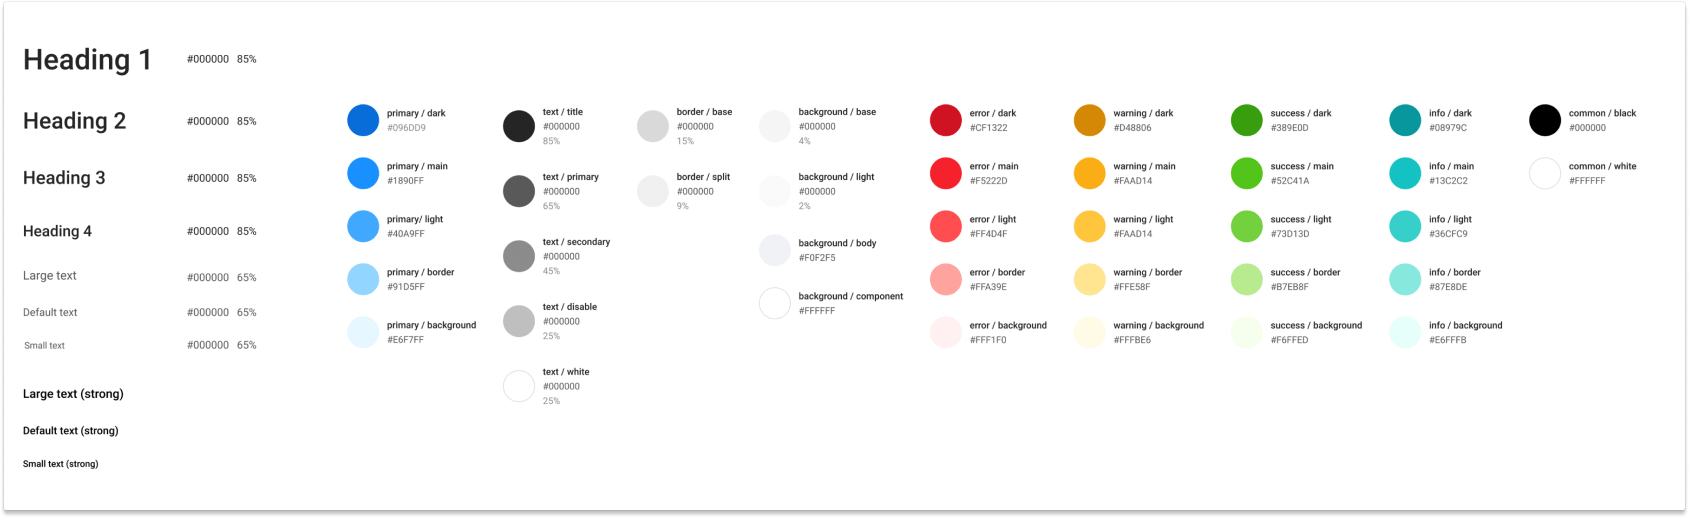 Heading 1 #000000 85%
Heading 2 #000000 85%
Heading 3 #000000 85%
Heading 4 #000000 85%
Large text #000000 65%
Default text #000000 65%
Small text #000000 65%
Large text (strong)
Default text (strong)
Small text (strong)
primary / dark
#096DD9
primary / main
#1890FF
primary/ light
#40A9FF
primary / border
#91D5FF
primary / background
#E6F7FF
text / title
#000000
85%
text / primary
#000000
65%
text / secondary
#000000
45%
text / disable
#000000
25%
text / white
#000000
25%
border / base
#000000
15%
border / split
#000000
9%
background / base
#000000
4%
background / light
#000000
2%
background / body
#F0F2F5
background / component
#FFFFFF
error / dark
#CF1322
error / main
#F5222D
error / light
#FF4D4F
error / border
#FFA39E
error / background
#FFF1F0
warning / dark
#D48806
warning / main
#FAAD14
warning / light
#FAAD14
warning / border
#FFE58F
warning / background
#FFFBE6
success / dark
#389E0D
success / main
#52C41A
success / light
#73D13D
success / border
#B7EB8F
success / background
#F6FFED
info / dark
#08979C
info / main
#13C2C2
info / light
#36CFC9
info / border
#87E8DE
info / background
#E6FFFB
common / black
#000000
common / white
#FFFFFF